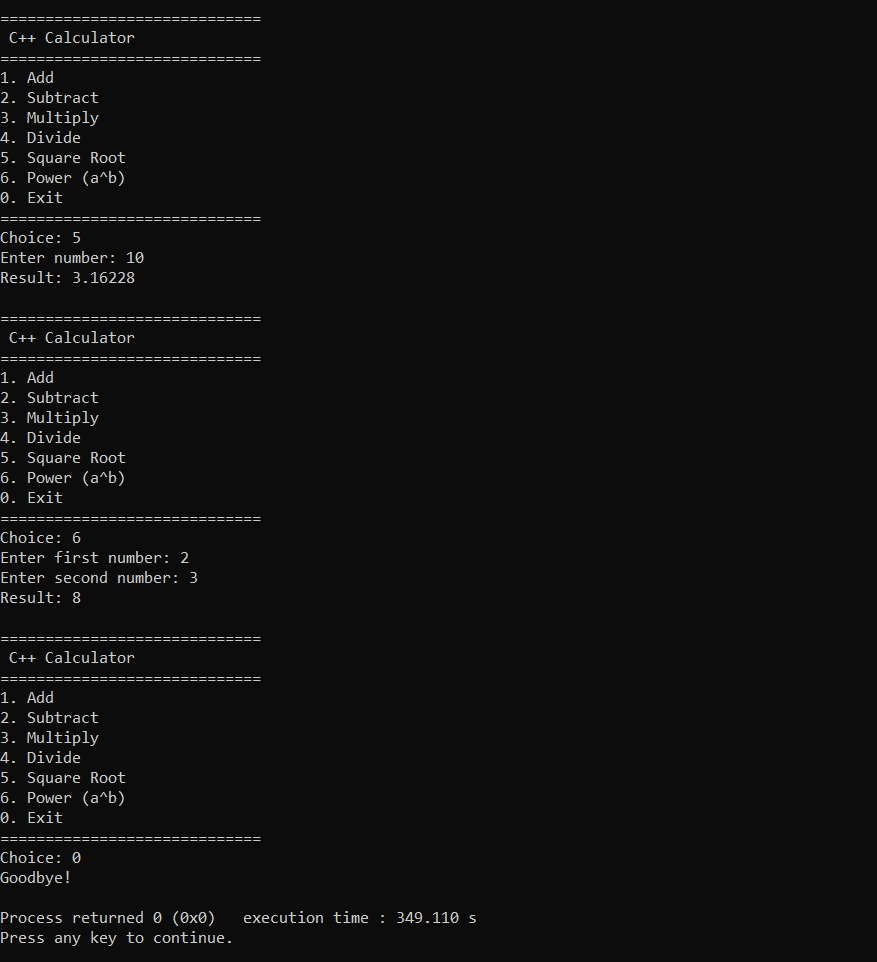 =============================
 C++ Calculator
=============================
1. Add
2. Subtract
3. Multiply
4. Divide
5. Square Root
6. Power (a^b)
0. Exit
=============================
Choice: 5
Enter number: 10
Result: 3.16228

=============================
 C++ Calculator
=============================
1. Add
2. Subtract
3. Multiply
4. Divide
5. Square Root
6. Power (a^b)
0. Exit
=============================
Choice: 6
Enter first number: 2
Enter second number: 3
Result: 8

=============================
 C++ Calculator
=============================
1. Add
2. Subtract
3. Multiply
4. Divide
5. Square Root
6. Power (a^b)
0. Exit
=============================
Choice: 0
Goodbye!

Process returned 0 (0x0)   execution time : 349.110 s
Press any key to continue.